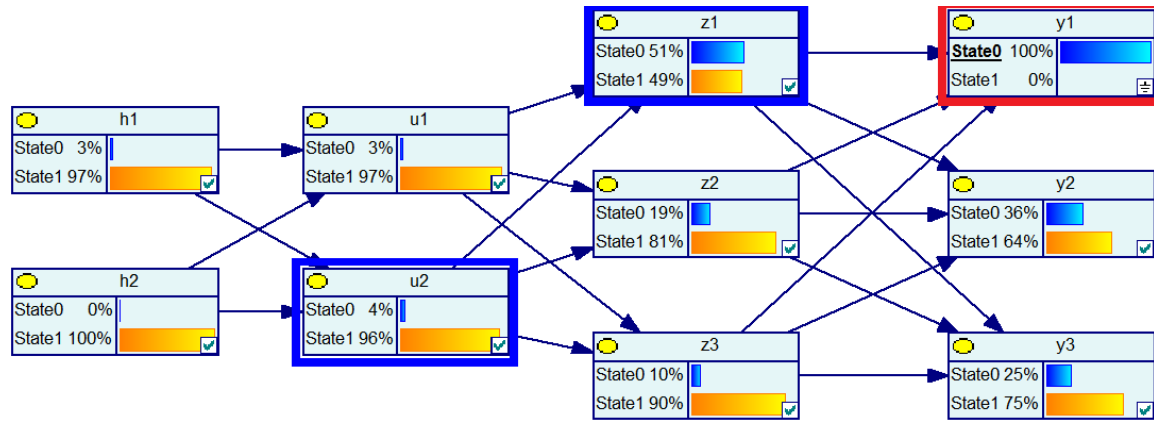 z1
State0 51%
State1 49%
y1
State0 100%
State1 0%
h1
State0 3%
State1 97%
u1
State0 3%
State1 97%
z2
State0 19%
State1 81%
y2
State0 36%
State1 64%
h2
State0 0%
State1 100%
u2
State0 4%
State1 96%
z3
State0 10%
State1 90%
y3
State0 25%
State1 75%